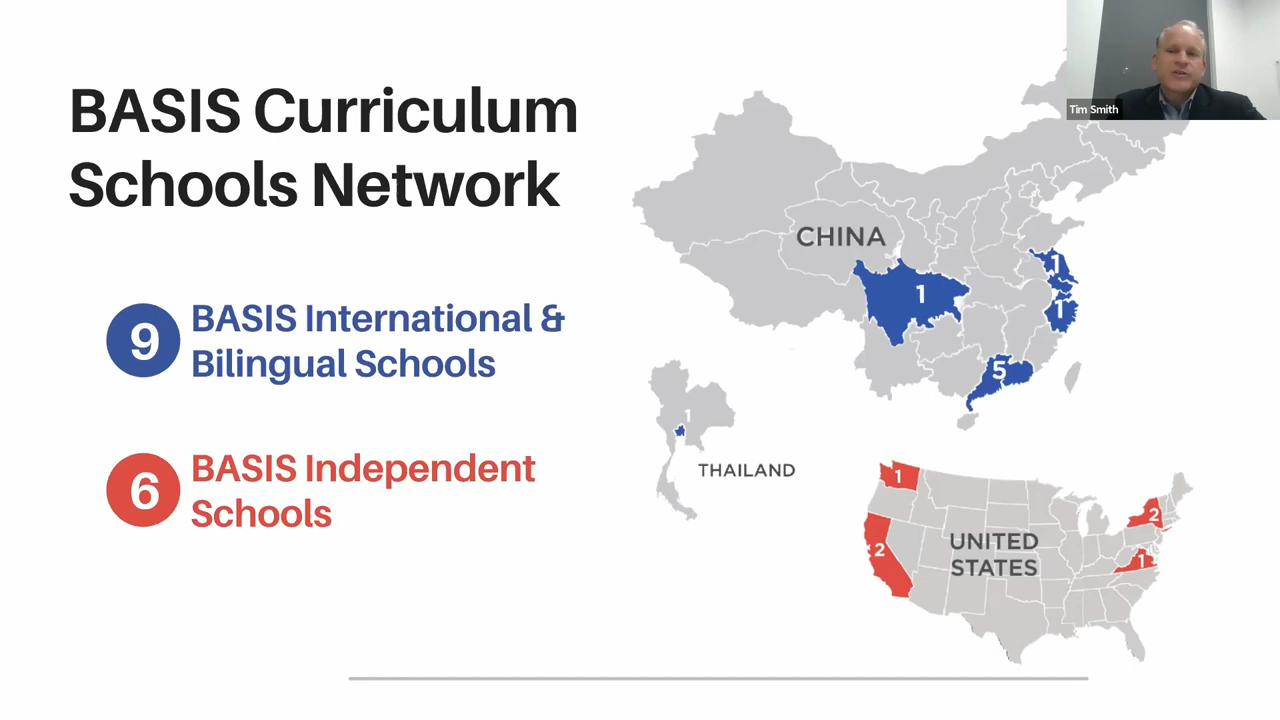 Tim Smith
BASIS Curriculum
Schools Network
9
BASIS International &
Bilingual Schools
6
BASIS Independent
Schools
CHINA
1
1
1
5
1
THAILAND
1
2
2
1
UNITED
STATES